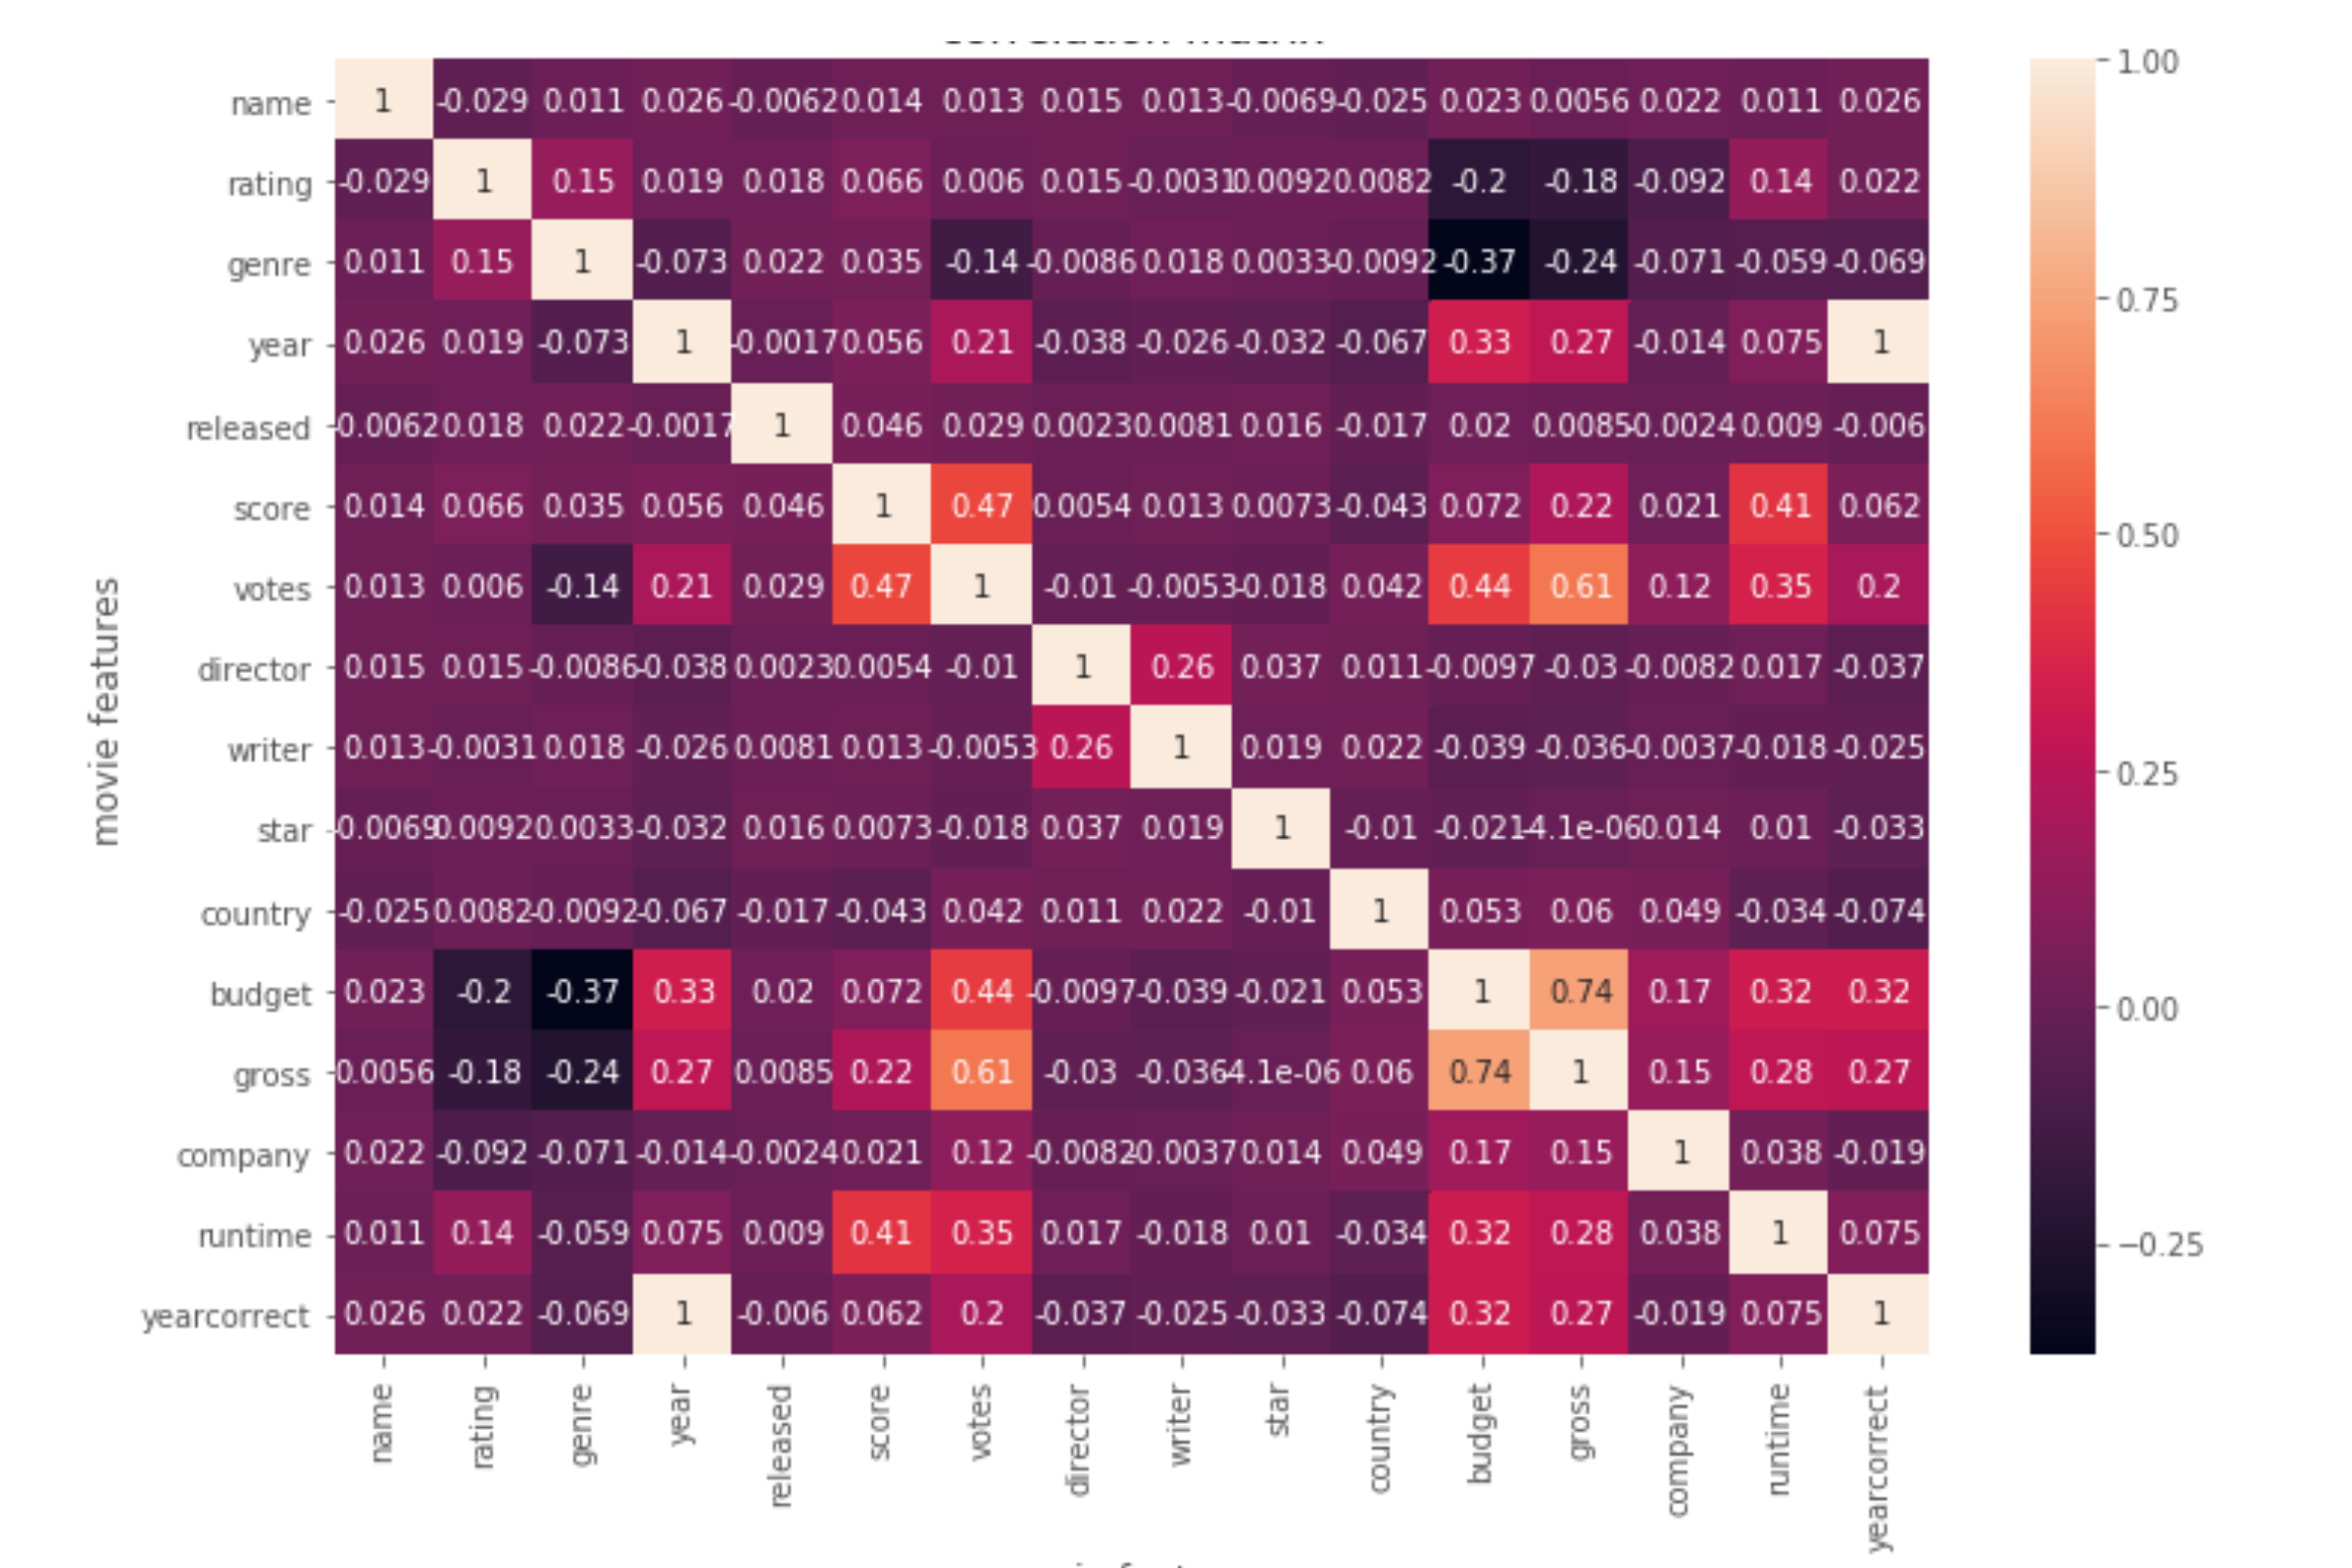 name 1 -0.029 0.011 0.026 -0.0062 0.014 0.013 0.015 0.013 -0.0069 -0.025 0.023 0.0056 0.022 0.011 0.026
rating -0.029 1 0.15 0.019 0.018 0.066 0.006 0.015 -0.0031 0.0092 0.0082 -0.2 -0.18 -0.092 0.14 0.022
genre 0.011 0.15 1 -0.073 0.022 0.035 -0.14 -0.0086 0.018 0.0033 -0.0092 -0.37 -0.24 -0.071 -0.059 -0.069
year 0.026 0.019 -0.073 1 -0.0017 0.056 0.21 -0.038 -0.026 -0.032 -0.067 0.33 0.27 -0.014 0.075 1
released -0.0062 0.018 0.022 -0.0017 1 0.046 0.029 0.0023 0.0081 0.016 -0.017 0.02 0.0085 -0.0024 0.009 -0.006
score 0.014 0.066 0.035 0.056 0.046 1 0.47 0.0054 0.013 0.0073 -0.043 0.072 0.22 0.021 0.41 0.062
votes 0.013 0.006 -0.14 0.21 0.029 0.47 1 -0.01 -0.0053 -0.018 0.042 0.44 0.61 0.12 0.35 0.2
director 0.015 0.015 -0.0086 -0.038 0.0023 0.0054 -0.01 1 0.26 0.037 0.011 -0.0097 -0.03 -0.0082 0.017 -0.037
writer 0.013 -0.0031 0.018 -0.026 0.0081 0.013 -0.0053 0.26 1 0.019 0.022 -0.039 -0.036 -0.0037 -0.018 -0.025
star -0.0069 0.0092 0.0033 -0.032 0.016 0.0073 -0.018 0.037 0.019 1 -0.01 -0.021 -4.1e-06 0.014 0.01 -0.033
country -0.025 0.0082 -0.0092 -0.067 -0.017 -0.043 0.042 0.011 0.022 -0.01 1 0.053 0.06 0.049 -0.034 -0.074
budget 0.023 -0.2 -0.37 0.33 0.02 0.072 0.44 -0.0097 -0.039 -0.021 0.053 1 0.74 0.17 0.32 0.32
gross 0.0056 -0.18 -0.24 0.27 0.0085 0.22 0.61 -0.03 -0.036 -4.1e-06 0.06 0.74 1 0.15 0.28 0.27
company 0.022 -0.092 -0.071 -0.014 -0.0024 0.021 0.12 -0.0082 -0.0037 0.014 0.049 0.17 0.15 1 0.038 -0.019
runtime 0.011 0.14 -0.059 0.075 0.009 0.41 0.35 0.017 -0.018 0.01 -0.034 0.32 0.28 0.038 1 0.075
yearcorrect 0.026 0.022 -0.069 1 -0.006 0.062 0.2 -0.037 -0.025 -0.033 -0.074 0.32 0.27 -0.019 0.075 1
name rating genre year released score votes director writer star country budget gross company runtime yearcorrect
movie features
1.00
0.75
0.50
0.25
0.00
−0.25